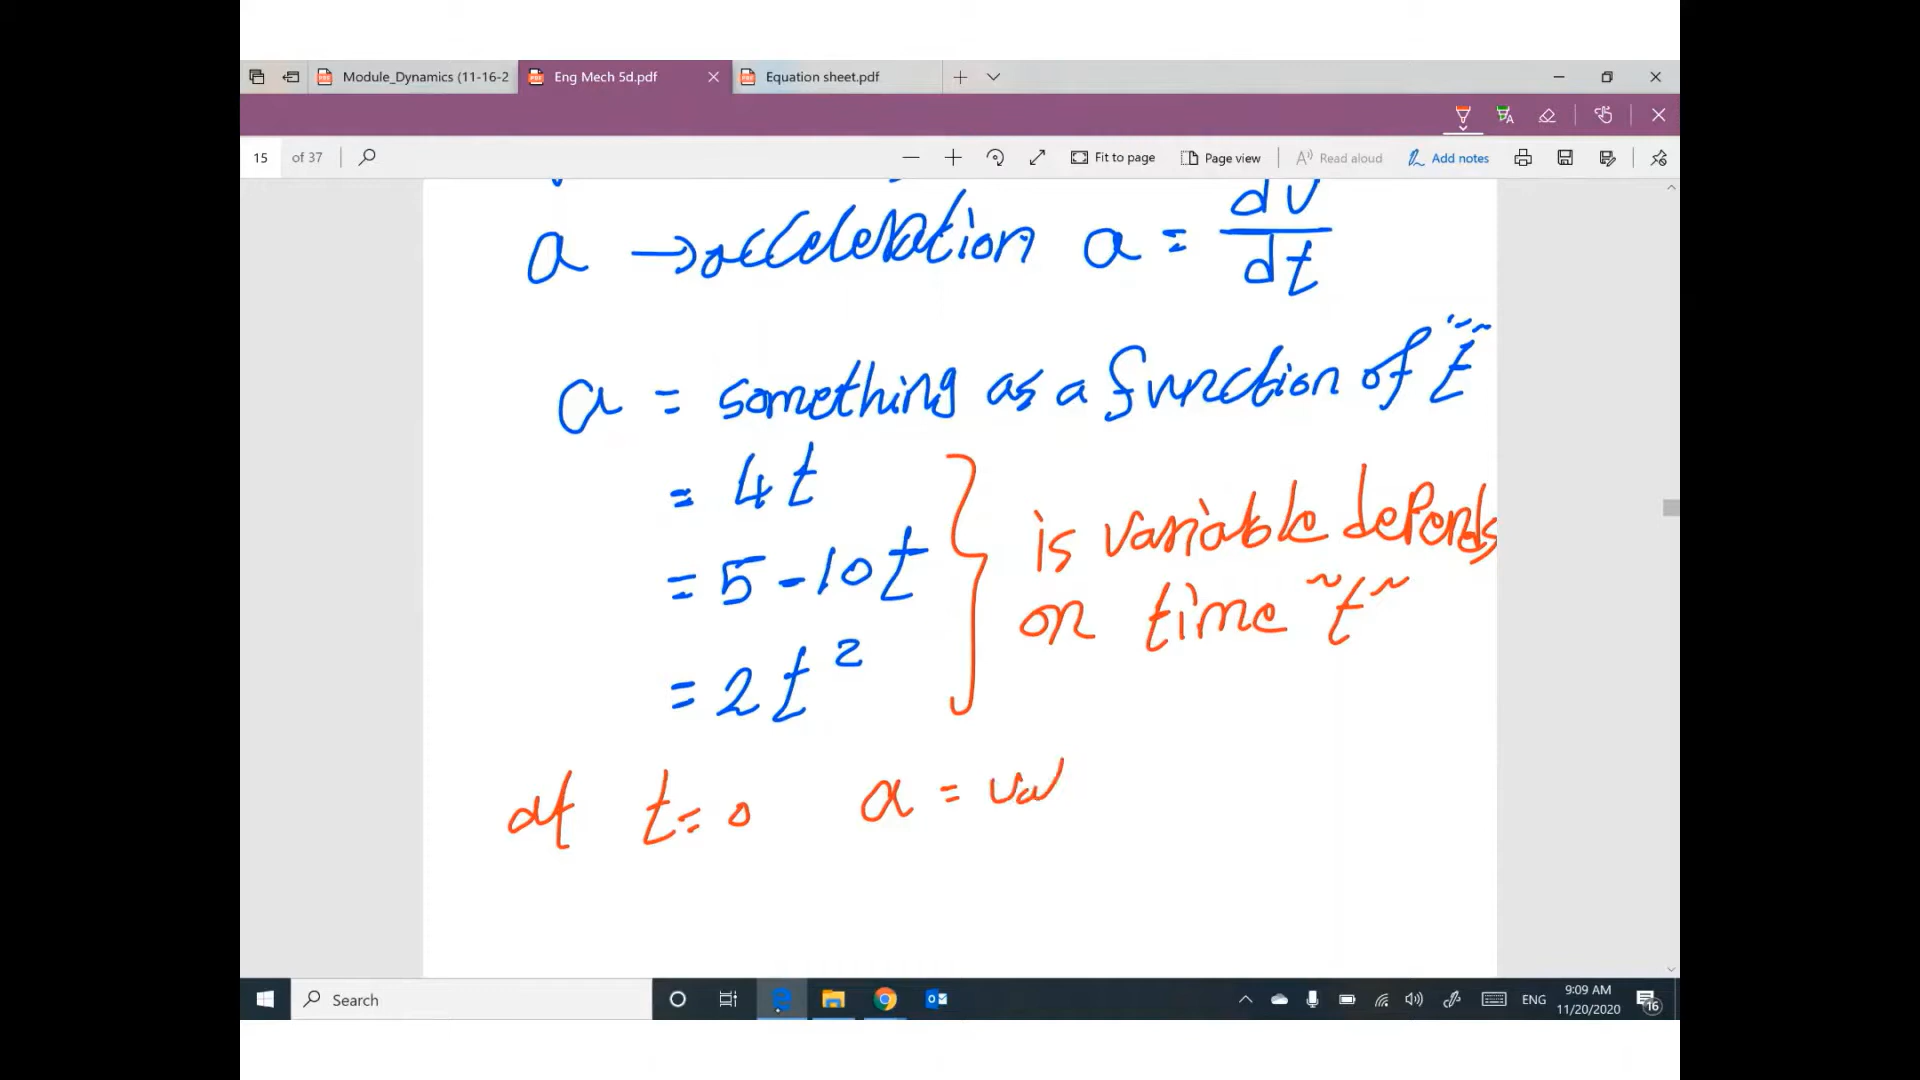 Module_Dynamics (11-16-2
Eng Mech 5d.pdf
Equation sheet.pdf
15 of 37
Fit to page
Page view
Read aloud
Add notes
a → acceleration a = dv/dt
a = something as a function of "t"
= 4t
= 5 - 10t
= 2t²
is variable depends
on time "t"
at t = 0 a = val
Search
ENG
9:09 AM
11/20/2020
16